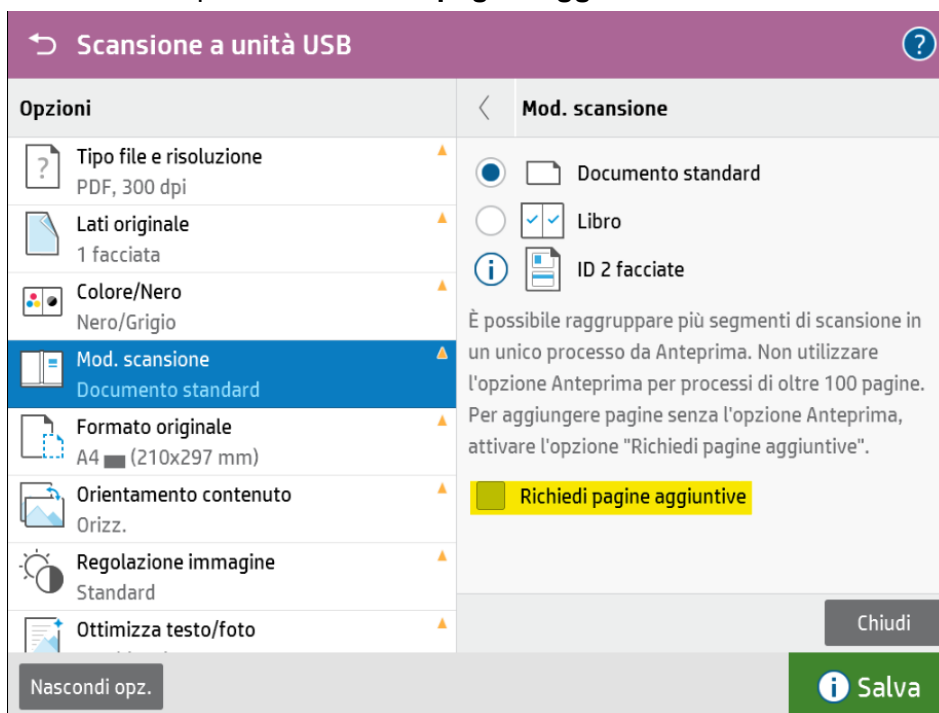 Scansione a unità USB
?
Opzioni
Mod. scansione
?
Tipo file e risoluzione
PDF, 300 dpi
Lati originale
1 facciata
Colore/Nero
Nero/Grigio
Mod. scansione
Documento standard
Formato originale
A4 (210x297 mm)
Orientamento contenuto
Orizz.
Regolazione immagine
Standard
Ottimizza testo/foto
Documento standard
Libro
i
ID 2 facciate
È possibile raggruppare più segmenti di scansione in
un unico processo da Anteprima. Non utilizzare
l'opzione Anteprima per processi di oltre 100 pagine.
Per aggiungere pagine senza l'opzione Anteprima,
attivare l'opzione "Richiedi pagine aggiuntive".
Richiedi pagine aggiuntive
Chiudi
Nascondi opz.
i Salva